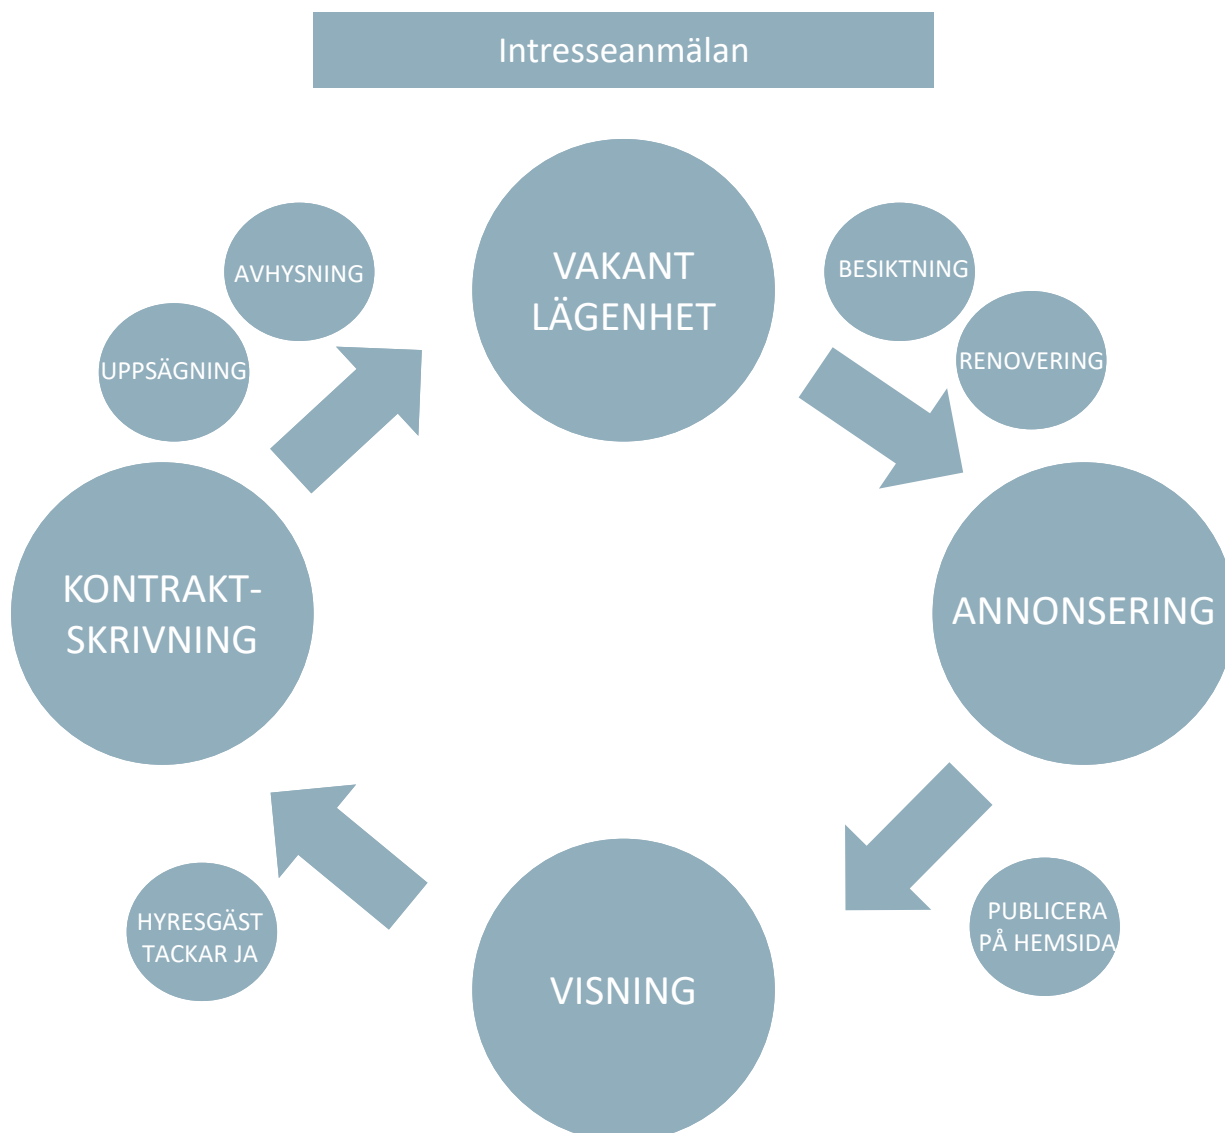 Intresseanmälan
VAKANT
LÄGENHET
AVHYSNING
BESIKTNING
UPPSÄGNING
RENOVERING
KONTRAKT-
SKRIVNING
ANNONSERING
HYRESGÄST
TACKAR JA
PUBLICERA
PÅ HEMSIDA
VISNING